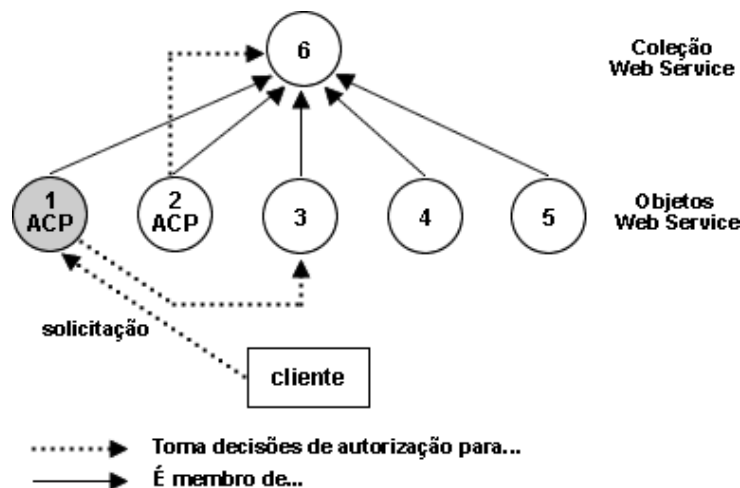 6
Coleção
Web Service
1
ACP
2
ACP
3
4
5
Objetos
Web Service
solicitação
cliente
Toma decisões de autorização para...
É membro de...